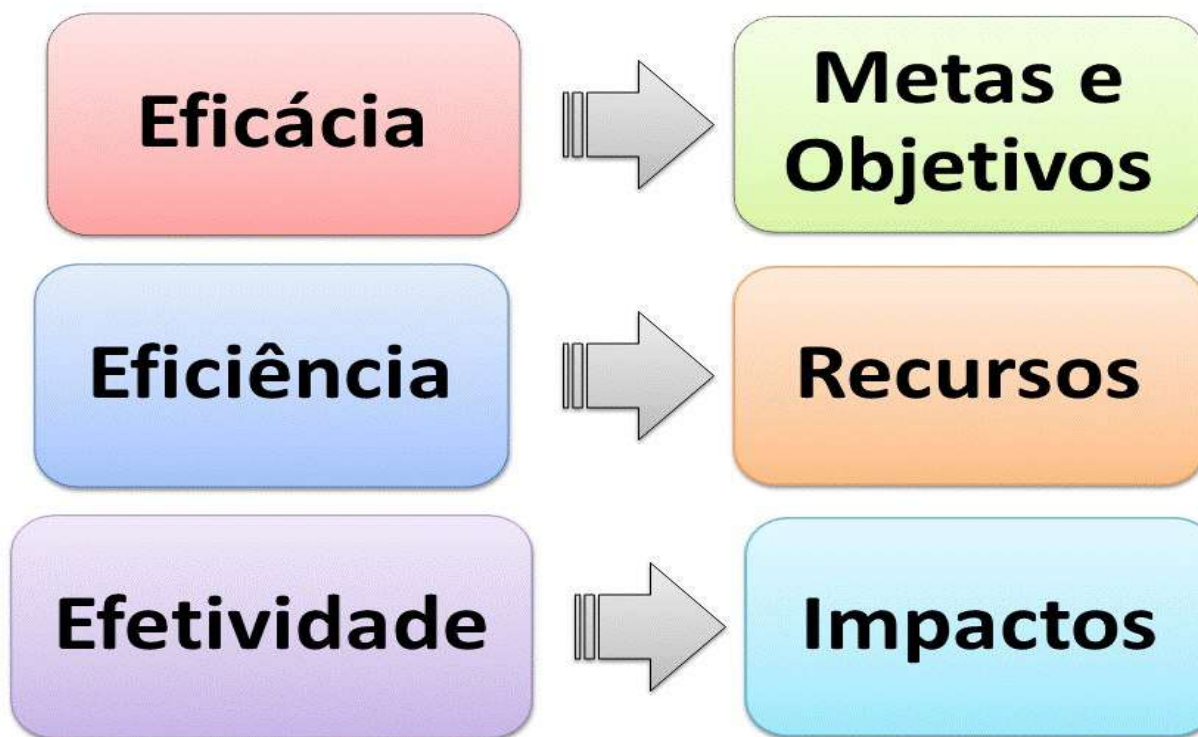 Eficácia
Metas e
Objetivos
Eficiência
Recursos
Efetividade
Impactos